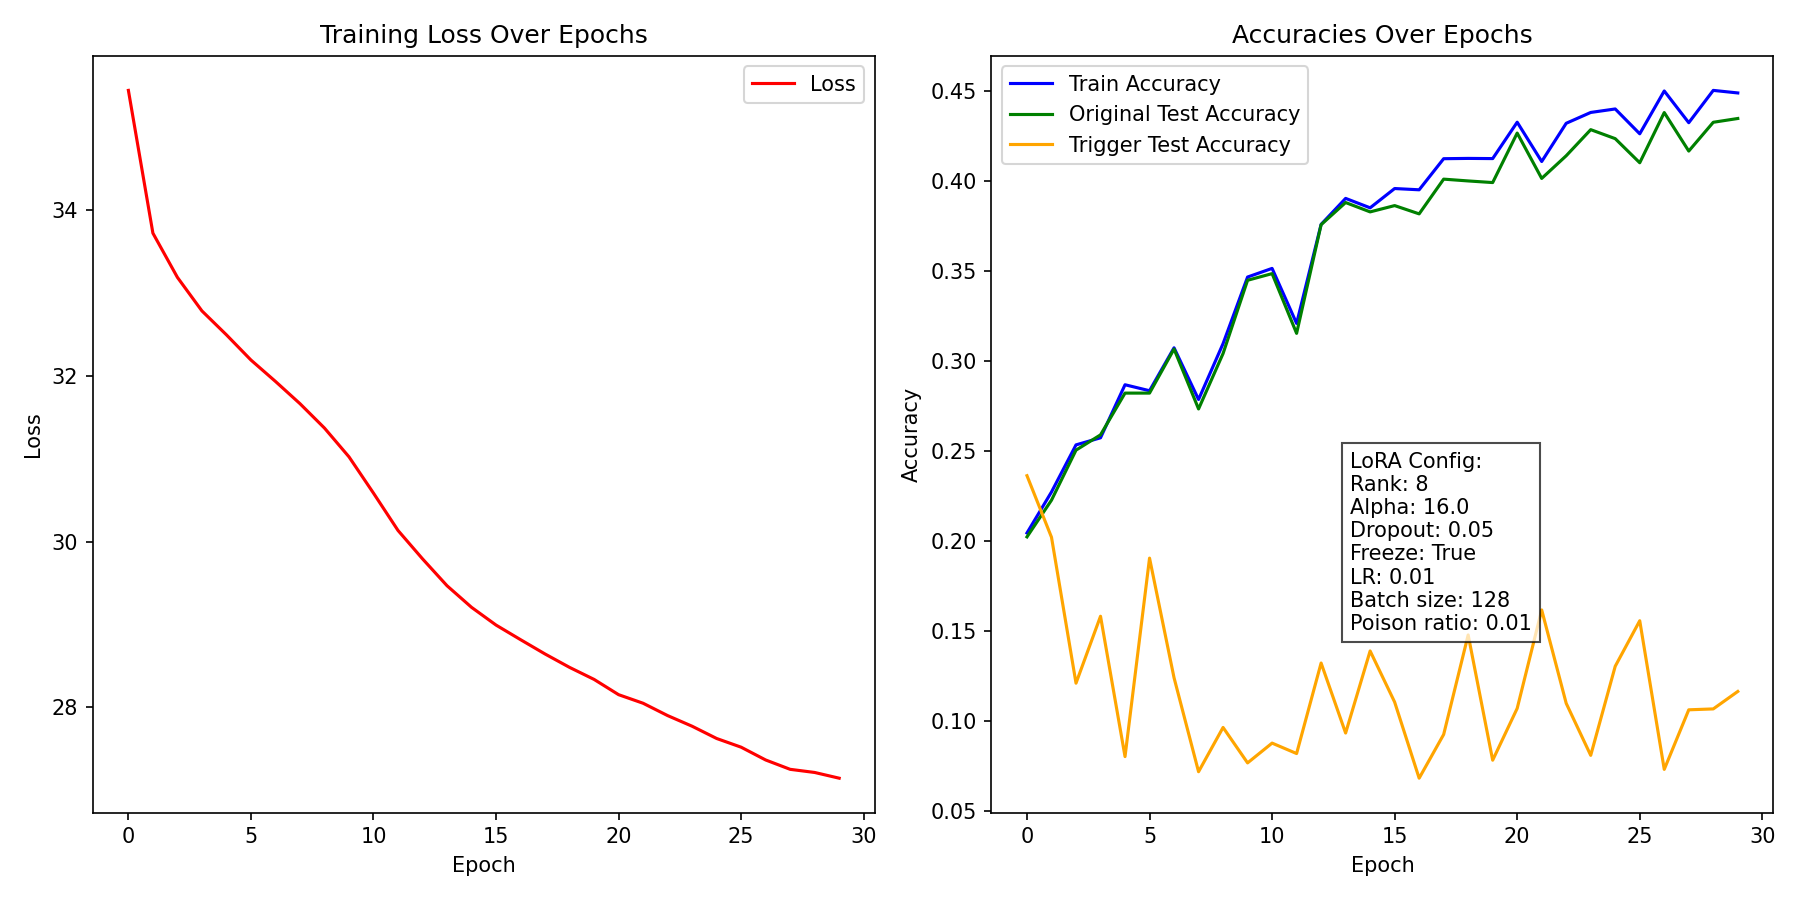 Training Loss Over Epochs
Loss
34
32
30
28
0 5 10 15 20 25 30
Epoch
Loss
Accuracies Over Epochs
Train Accuracy
Original Test Accuracy
Trigger Test Accuracy
0.45
0.40
0.35
0.30
0.25
0.20
0.15
0.10
0.05
Accuracy
LoRA Config:
Rank: 8
Alpha: 16.0
Dropout: 0.05
Freeze: True
LR: 0.01
Batch size: 128
Poison ratio: 0.01
0 5 10 15 20 25 30
Epoch